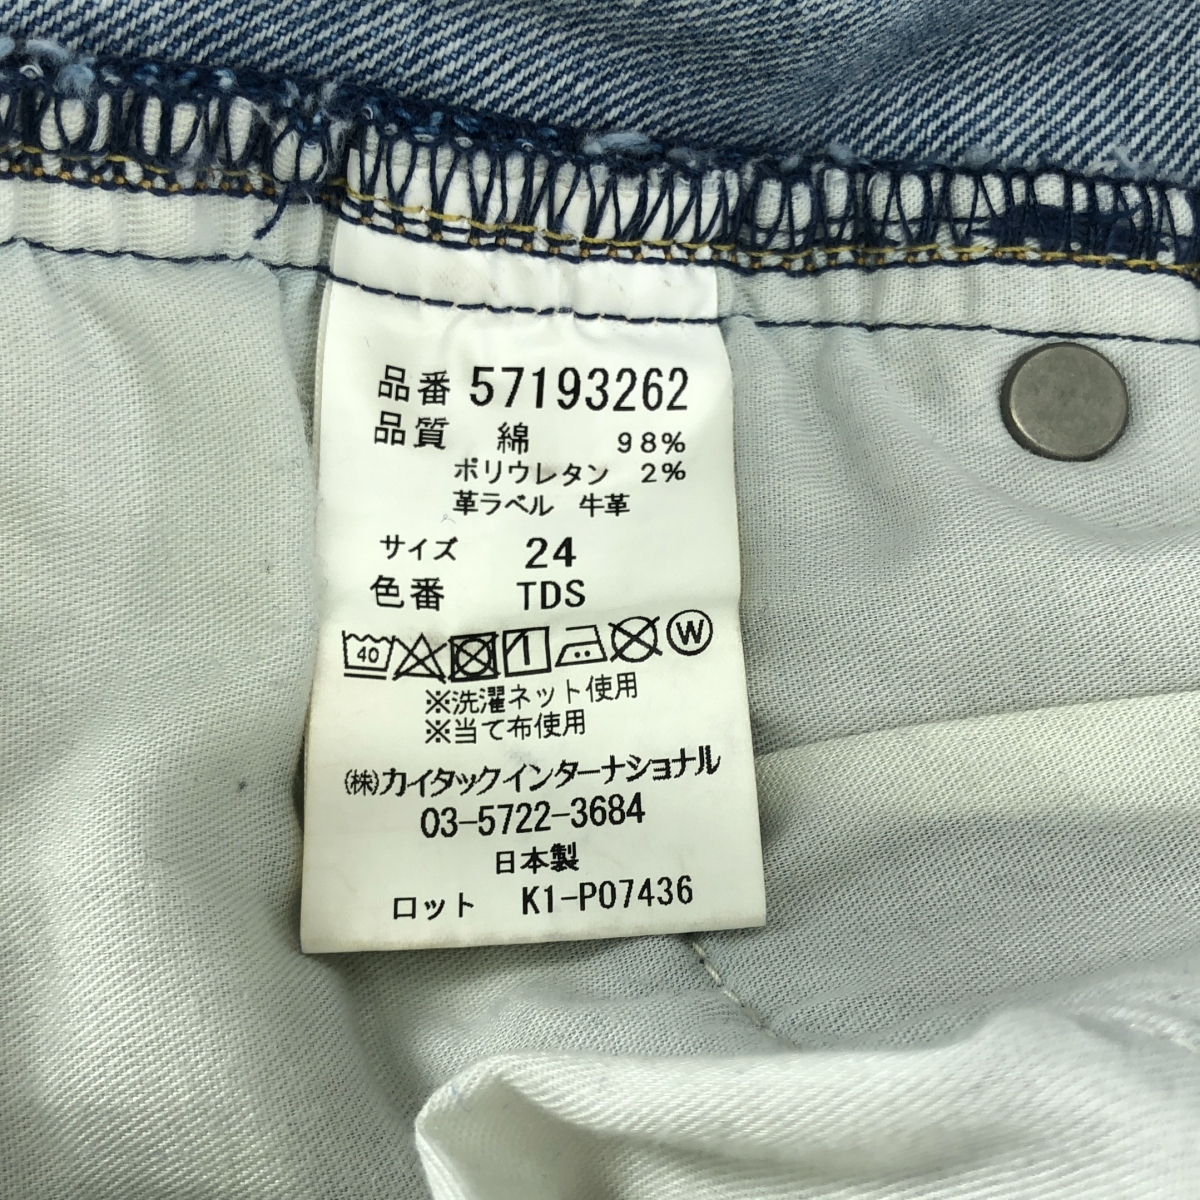 品番 57193262
品質 綿 98%
ポリウレタン 2%
革ラベル 牛革
サイズ 24
色番 TDS
40 W
※洗濯ネット使用
※当て布使用
㈱カイタックインターナショナル
03-5722-3684
日本製
ロット K1-P07436